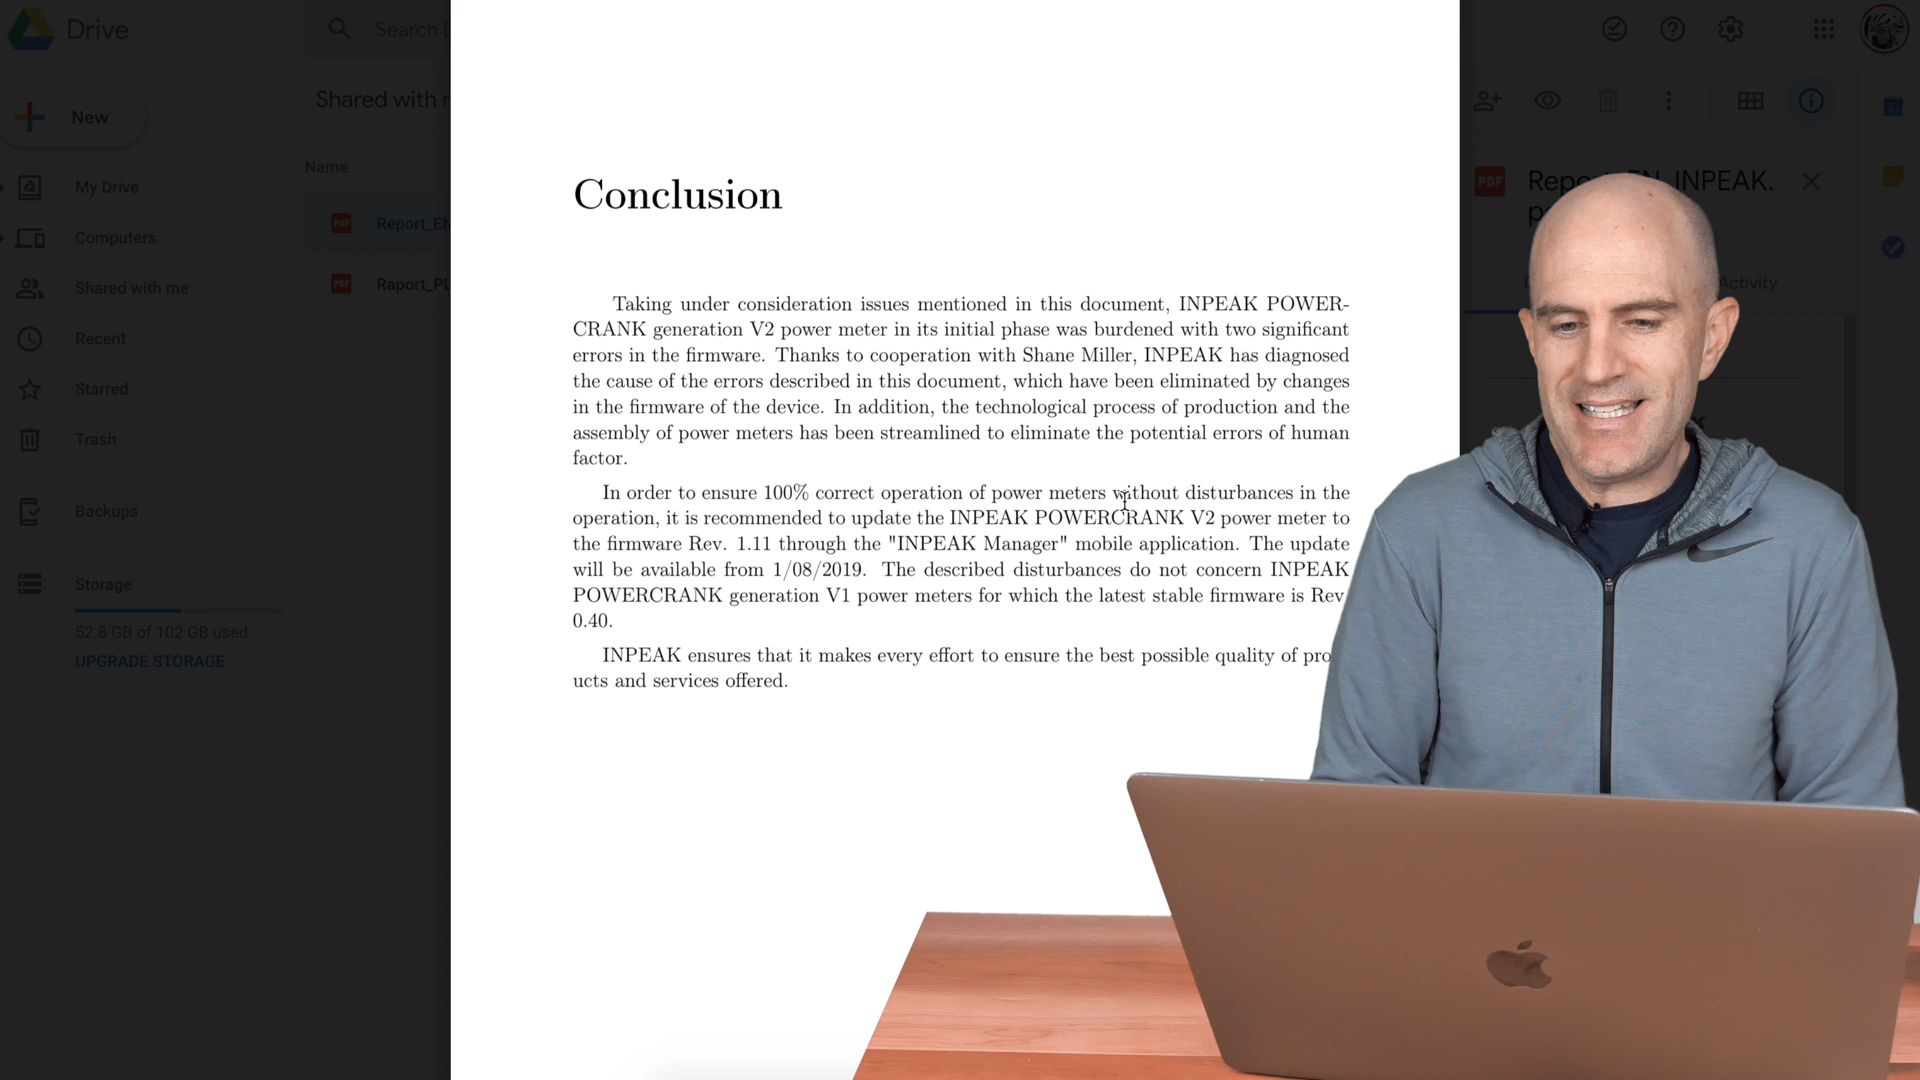 Drive
Search
Shared with
New
Name
PDF
Rep EN_INPEAK.
My Drive
PDF
Report_EN
Computers
PDF
Raport_PL
Activity
Shared with me
Recent
Starred
Trash
Backups
Storage
52.8 GB of 102 GB used
UPGRADE STORAGE
31
Conclusion
Taking under consideration issues mentioned in this document, INPEAK POWER-
CRANK generation V2 power meter in its initial phase was burdened with two significant
errors in the firmware. Thanks to cooperation with Shane Miller, INPEAK has diagnosed
the cause of the errors described in this document, which have been eliminated by changes
in the firmware of the device. In addition, the technological process of production and the
assembly of power meters has been streamlined to eliminate the potential errors of human
factor.
In order to ensure 100% correct operation of power meters without disturbances in the
operation, it is recommended to update the INPEAK POWERCRANK V2 power meter to
the firmware Rev. 1.11 through the "INPEAK Manager" mobile application. The update
will be available from 1/08/2019. The described disturbances do not concern INPEAK
POWERCRANK generation V1 power meters for which the latest stable firmware is Rev
0.40.
INPEAK ensures that it makes every effort to ensure the best possible quality of pro
ucts and services offered.